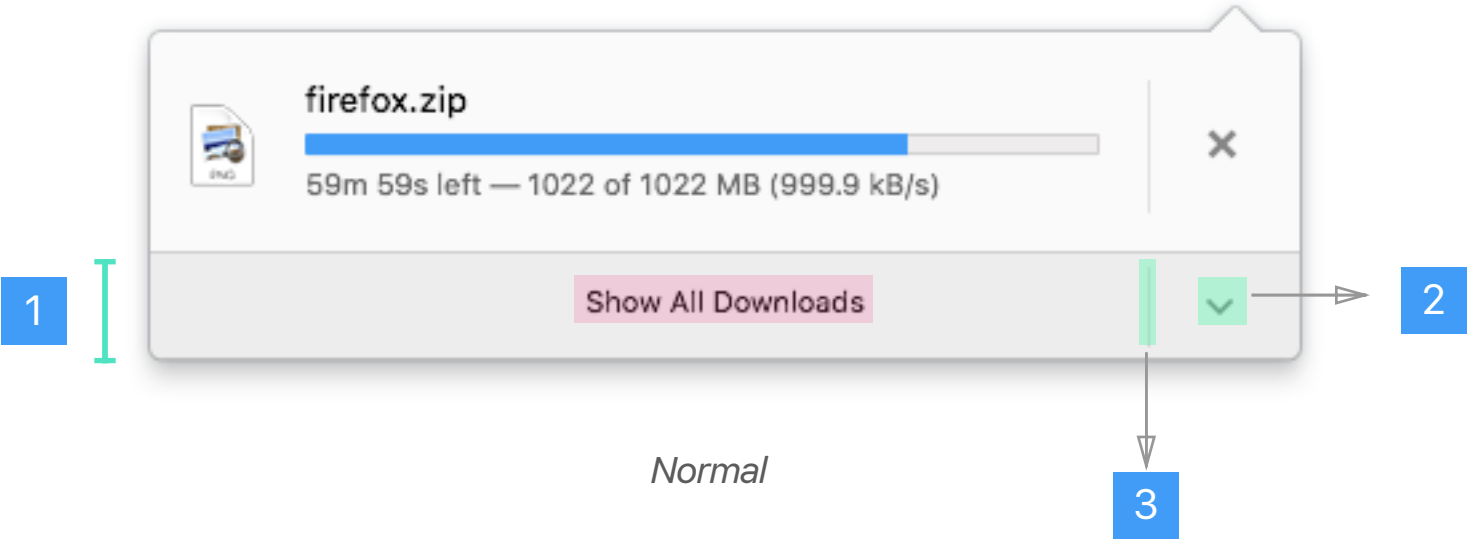 firefox.zip
PNG
59m 59s left — 1022 of 1022 MB (999.9 kB/s)
1
Show All Downloads
2
Normal
3